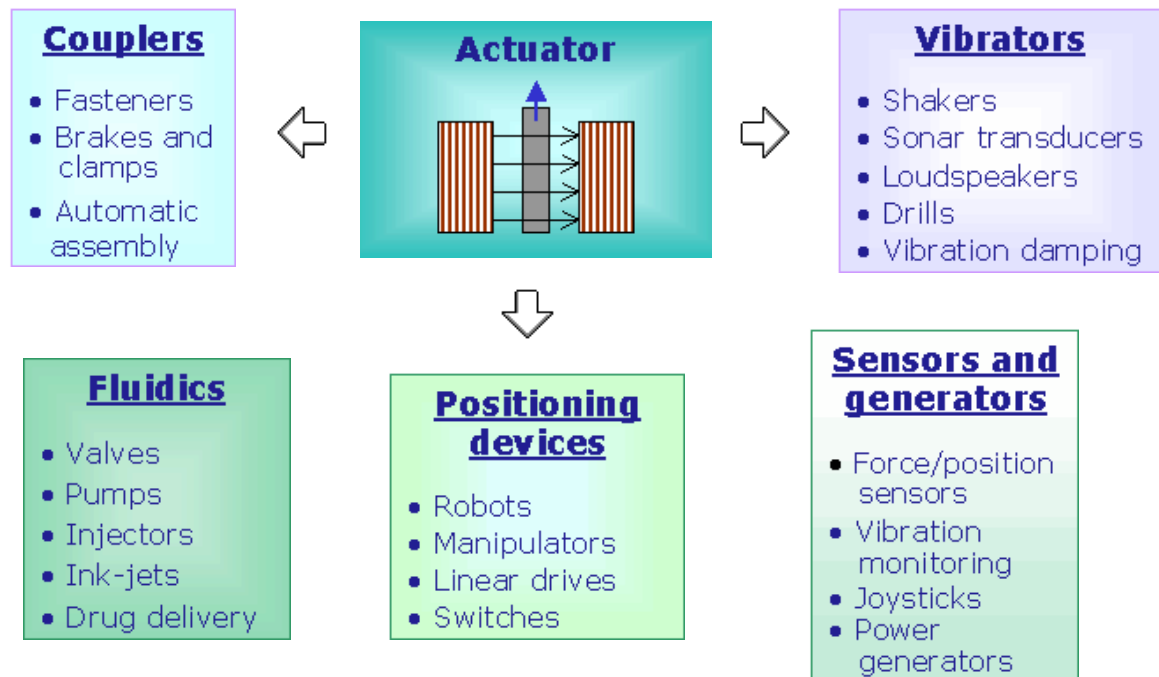 Couplers
• Fasteners
• Brakes and
clamps
• Automatic
assembly
Actuator
Vibrators
• Shakers
• Sonar transducers
• Loudspeakers
• Drills
• Vibration damping
Fluidics
• Valves
• Pumps
• Injectors
• Ink-jets
• Drug delivery
Positioning
devices
• Robots
• Manipulators
• Linear drives
• Switches
Sensors and
generators
• Force/position
sensors
• Vibration
monitoring
• Joysticks
• Power
generators